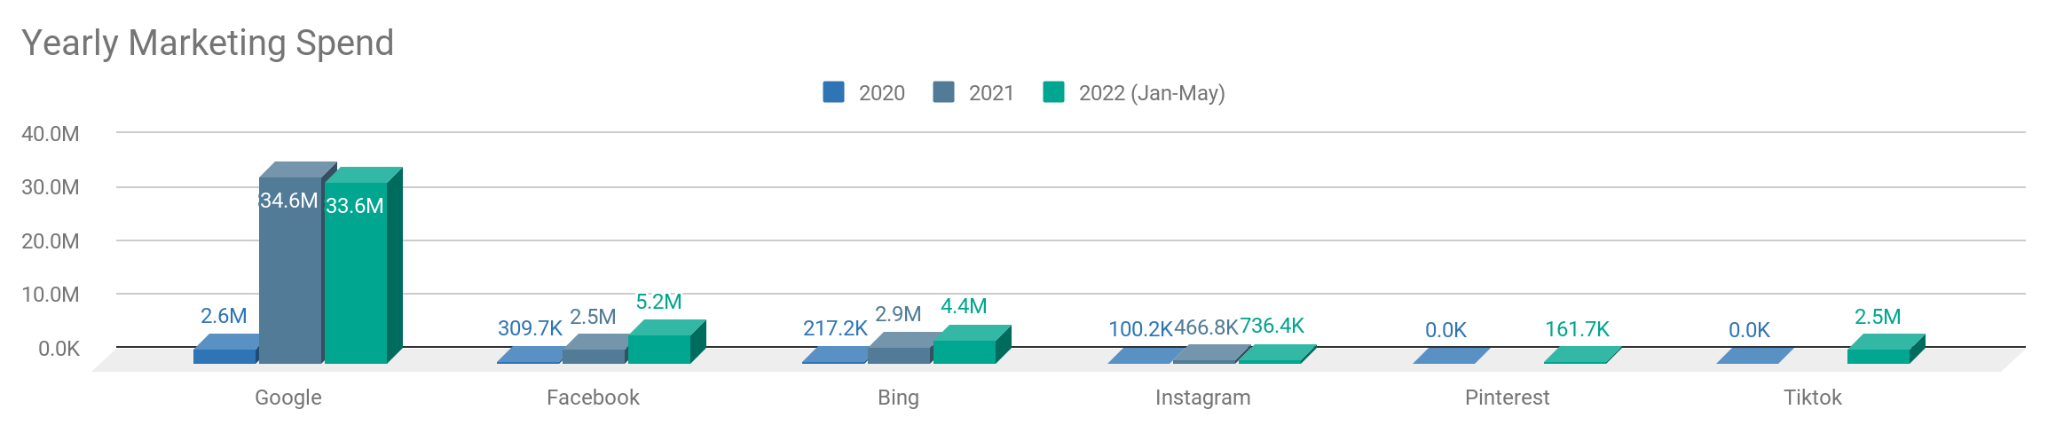 Yearly Marketing Spend
2020 2021 2022 (Jan-May)
40.0M
30.0M
20.0M
10.0M
0.0K
2.6M 34.6M 33.6M
309.7K 2.5M 5.2M
217.2K 2.9M 4.4M
100.2K 466.8K 736.4K
0.0K 161.7K
0.0K 2.5M
Google Facebook Bing Instagram Pinterest Tiktok